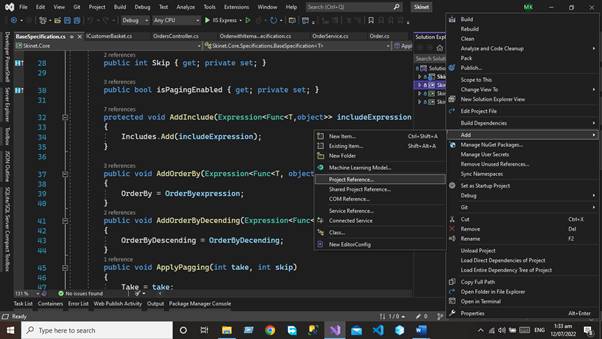 File Edit View Git Project Build Debug Test Analyze Tools Extensions Window Help Search (Ctrl+Q) Skinet MK
Debug Any CPU IIS Express
BaseSpecification.cs ICustomerBasket.cs OrdersController.cs OrderwithItems...ecification.cs OrderService.cs Order.cs
Solution Explorer
Skinet.Core Skinet.Core.Specifications.BaseSpecification<T>
Search Solution
Solution
Developer PowerShell
Server Explorer
Toolbox
JSON Outline
SQLite/SQL Server Compact Toolbox
2 references
28 public int Skip { get; private set; }
29
3 references
30 public bool isPagingEnabled { get; private set; }
31
7 references
32 protected void AddInclude(Expression<Func<T,object>> includeExpression
33 {
34 Includes.Add(includeExpression);
35 }
36
3 references
37 public void AddOrderBy(Expression<Func<T, objec
38 {
39 OrderBy = OrderByexpression;
40 }
2 references
41 public void AddOrderByDecending(Expression<Func<
42 {
43 OrderByDescending = OrderByDecending;
44 }
1 reference
45 public void ApplyPagging(int take, int skip)
46 {
47 Take = take;
New Item... Ctrl+Shift+A
Existing Item... Shift+Alt+A
New Folder
Machine Learning Model...
Project Reference...
Shared Project Reference...
COM Reference...
Service Reference...
Connected Service
Class...
New EditorConfig
Build
Rebuild
Clean
Analyze and Code Cleanup
Pack
Publish...
Scope to This
Change View To
New Solution Explorer View
Edit Project File
Build Dependencies
Add
Manage NuGet Packages...
Manage User Secrets
Remove Unused References...
Sync Namespaces
Set as Startup Project
Debug
Git
Cut Ctrl+X
Remove Del
Rename F2
Unload Project
Load Direct Dependencies of Project
Load Entire Dependency Tree of Project
Copy Full Path
Open Folder in File Explorer
Open in Terminal
Properties Alt+Enter
131 % No issues found
Task List Containers Error List Web Publish Activity Output Package Manager Console
Ready 1 / 0 0
Type here to search
ENG 1:33 am
12/07/2022